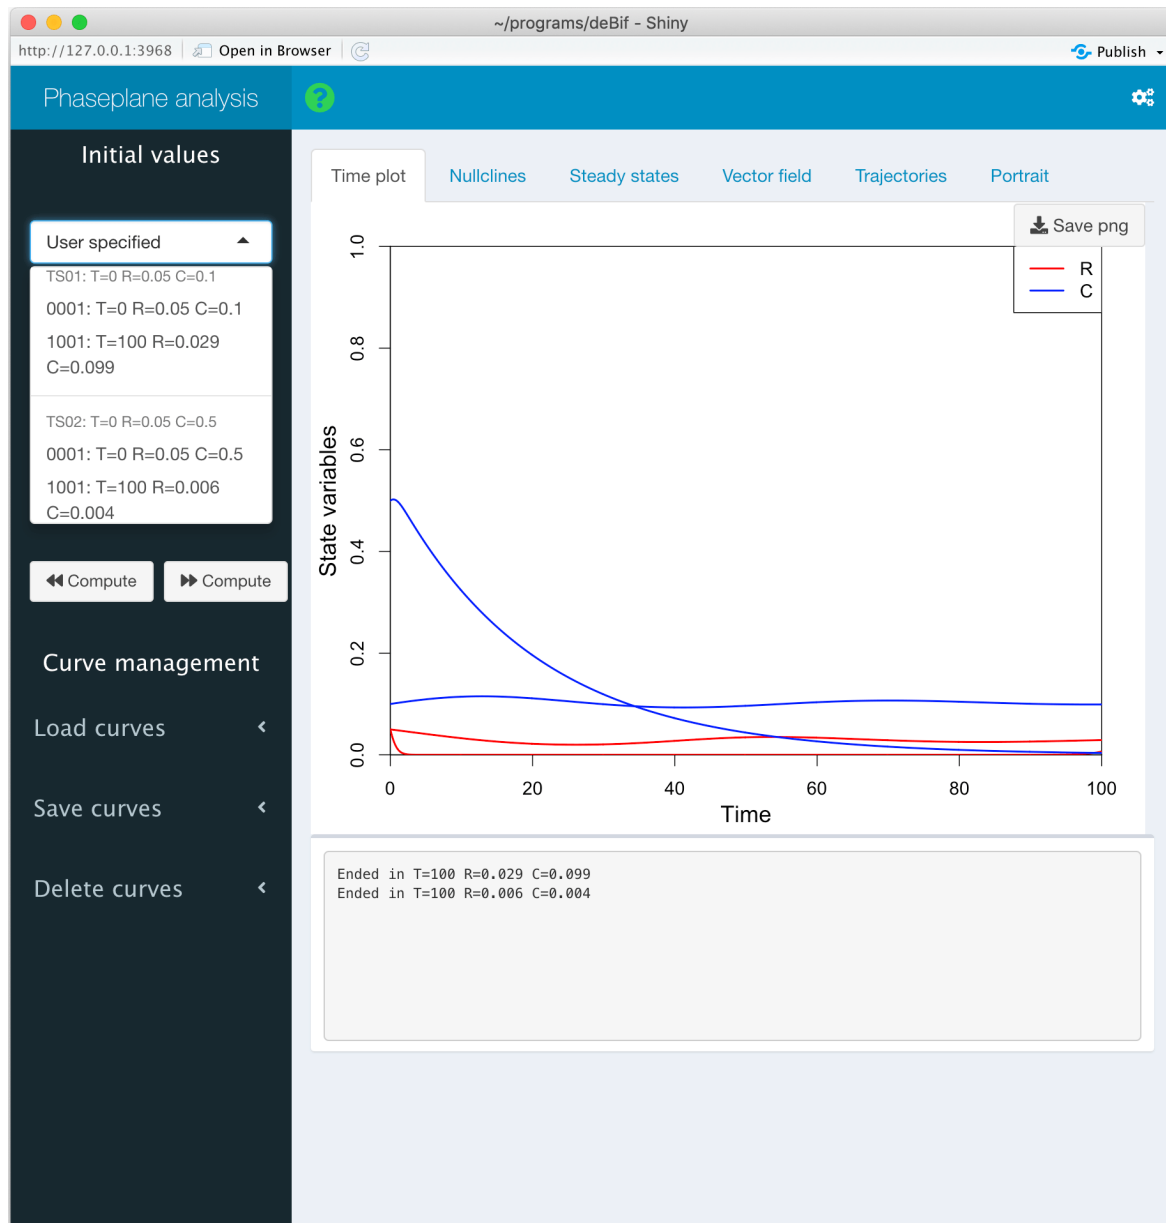 ~/programs/deBif - Shiny
http://127.0.0.1:3968
Open in Browser
Publish
Phaseplane analysis
?
Initial values
User specified
TS01: T=0 R=0.05 C=0.1
0001: T=0 R=0.05 C=0.1
1001: T=100 R=0.029
C=0.099
TS02: T=0 R=0.05 C=0.5
0001: T=0 R=0.05 C=0.5
1001: T=100 R=0.006
C=0.004
Compute
Compute
Curve management
Load curves
Save curves
Delete curves
Time plot
Nullclines
Steady states
Vector field
Trajectories
Portrait
Save png
R
C
State variables
1.0
0.8
0.6
0.4
0.2
0.0
0
20
40
60
80
100
Time
Ended in T=100 R=0.029 C=0.099
Ended in T=100 R=0.006 C=0.004